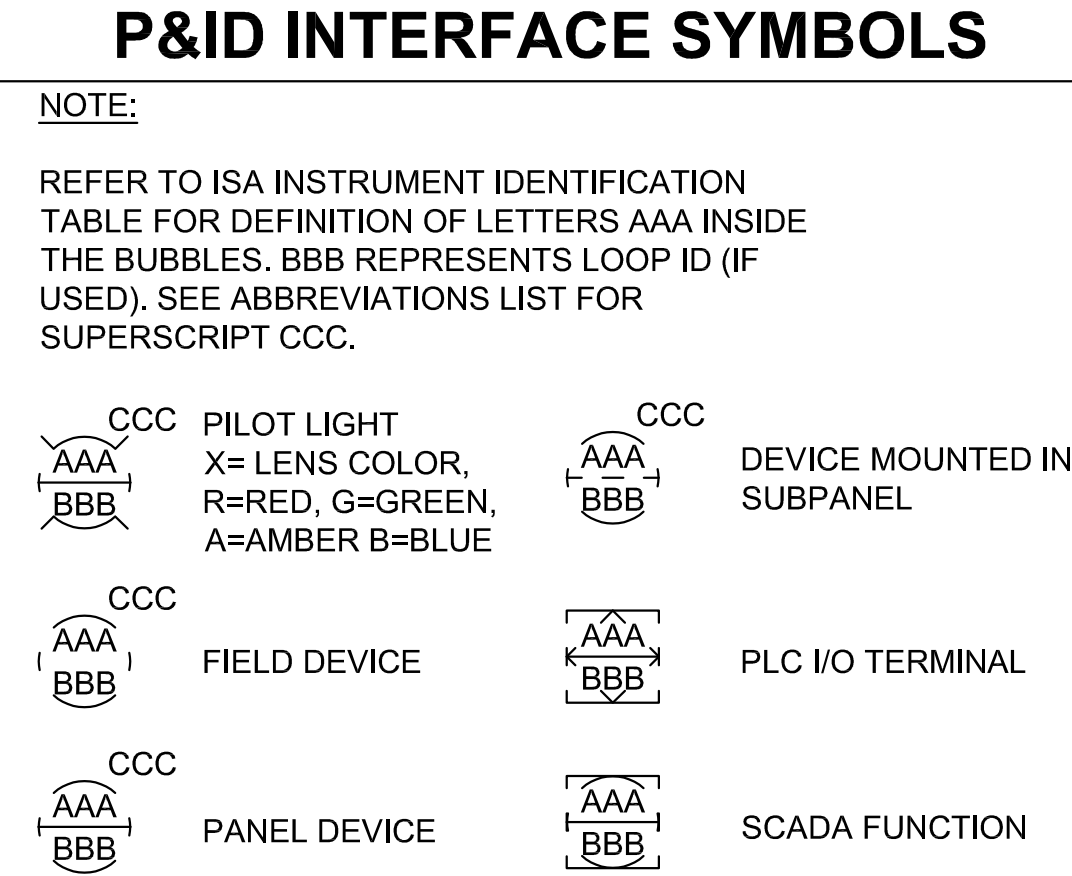 P&ID INTERFACE SYMBOLS
NOTE:
REFER TO ISA INSTRUMENT IDENTIFICATION
TABLE FOR DEFINITION OF LETTERS AAA INSIDE
THE BUBBLES. BBB REPRESENTS LOOP ID (IF
USED). SEE ABBREVIATIONS LIST FOR
SUPERSCRIPT CCC.
CCC
AAA
BBB
PILOT LIGHT
X= LENS COLOR,
R=RED, G=GREEN,
A=AMBER B=BLUE
CCC
AAA
BBB
DEVICE MOUNTED IN
SUBPANEL
CCC
AAA
BBB
FIELD DEVICE
AAA
BBB
PLC I/O TERMINAL
CCC
AAA
BBB
PANEL DEVICE
AAA
BBB
SCADA FUNCTION